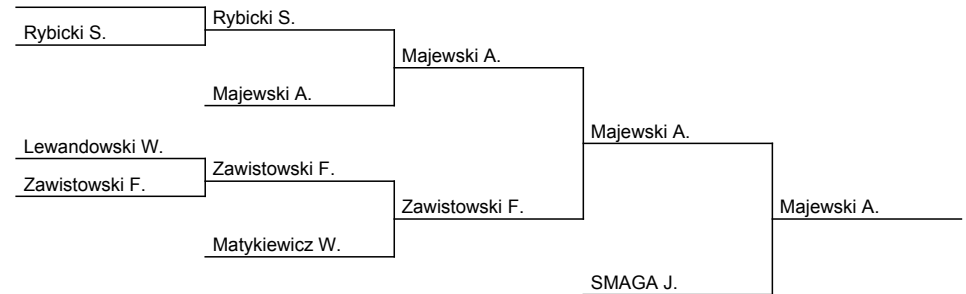 Rybicki S.
Rybicki S.
Majewski A.
Majewski A.
Majewski A.
Lewandowski W.
Zawistowski F.
Zawistowski F.
Zawistowski F.
Majewski A.
Matykiewicz W.
SMAGA J.